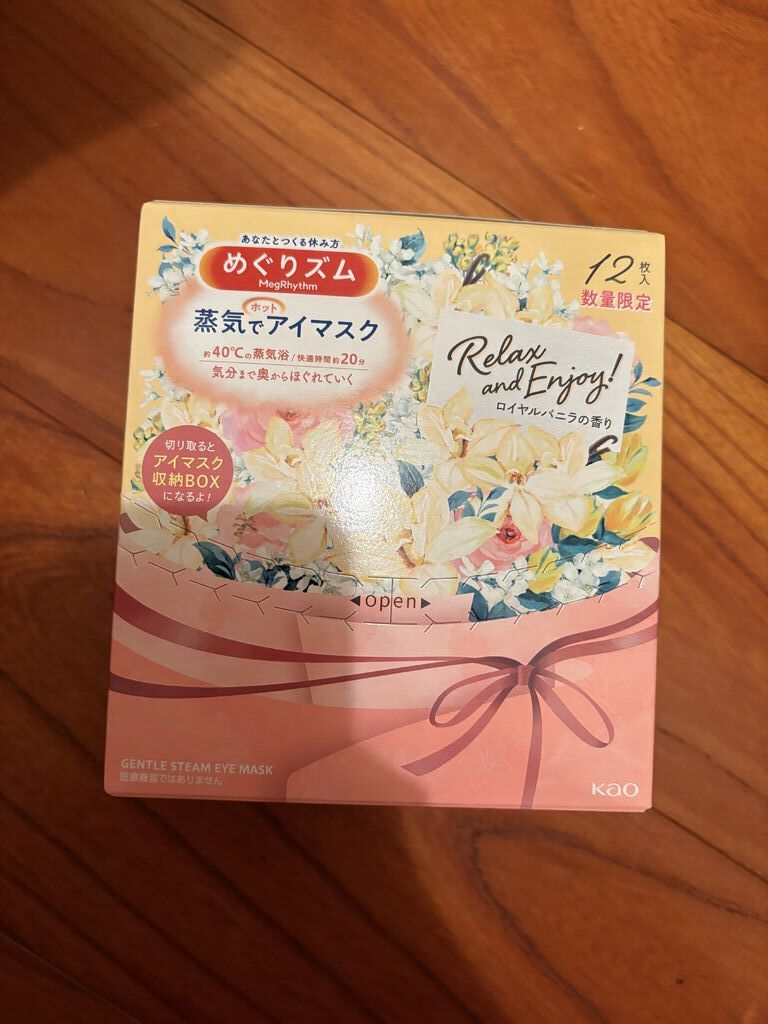 あなたとつくる休み方
めぐりズム
MegRhythm
蒸気でアイマスク
ホット
約40℃の蒸気浴/快適時間約20分
気分まで奥からほぐれていく
12枚入
数量限定
Relax
and Enjoy!
ロイヤルバニラの香り
切り取ると
アイマスク
収納BOX
になるよ!
◀open▶
GENTLE STEAM EYE MASK
医療機器ではありません
Kao